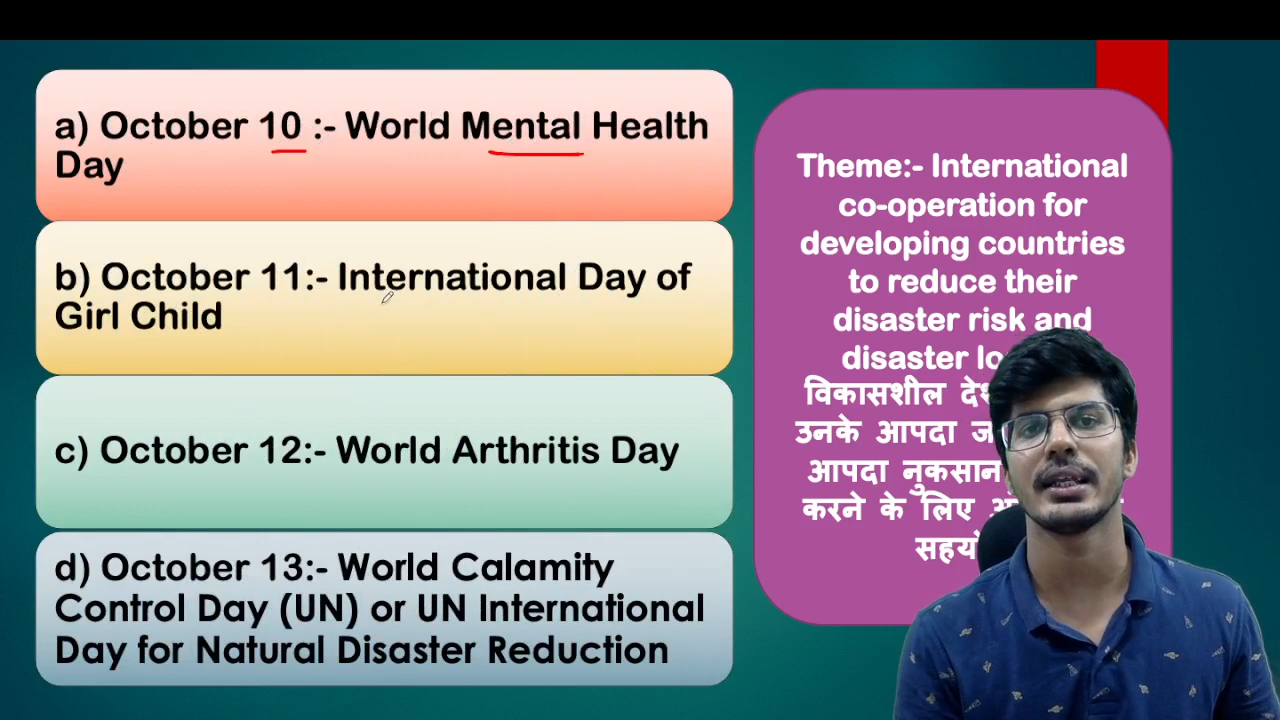 a) October 10 :- World Mental Health
Day
b) October 11:- International Day of
Girl Child
c) October 12:- World Arthritis Day
d) October 13:- World Calamity
Control Day (UN) or UN International
Day for Natural Disaster Reduction
Theme:- International
co-operation for
developing countries
to reduce their
disaster risk and
disaster
विकासशील
उनके आपदा
आपदा नुकसान
करने के लिए